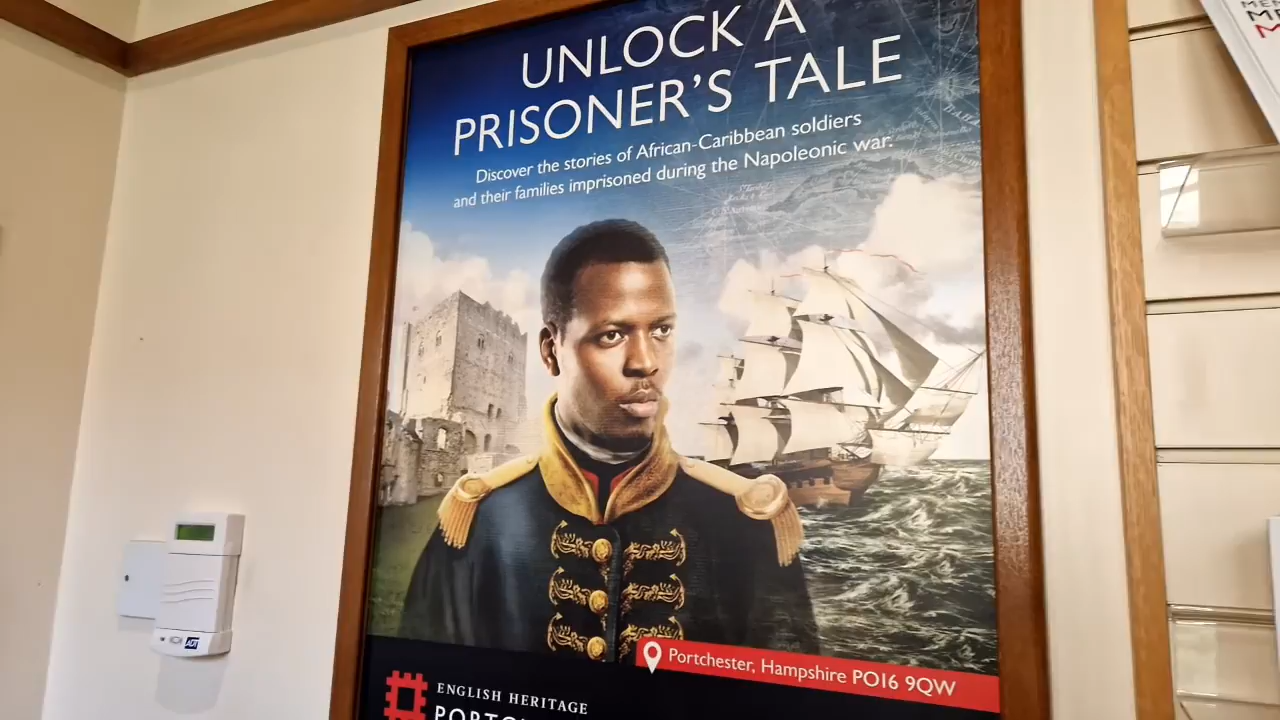 UNLOCK A
PRISONER'S TALE
Discover the stories of African-Caribbean soldiers
and their families imprisoned during the Napoleonic war.
Portchester, Hampshire PO16 9QW
ENGLISH HERITAGE
ADT